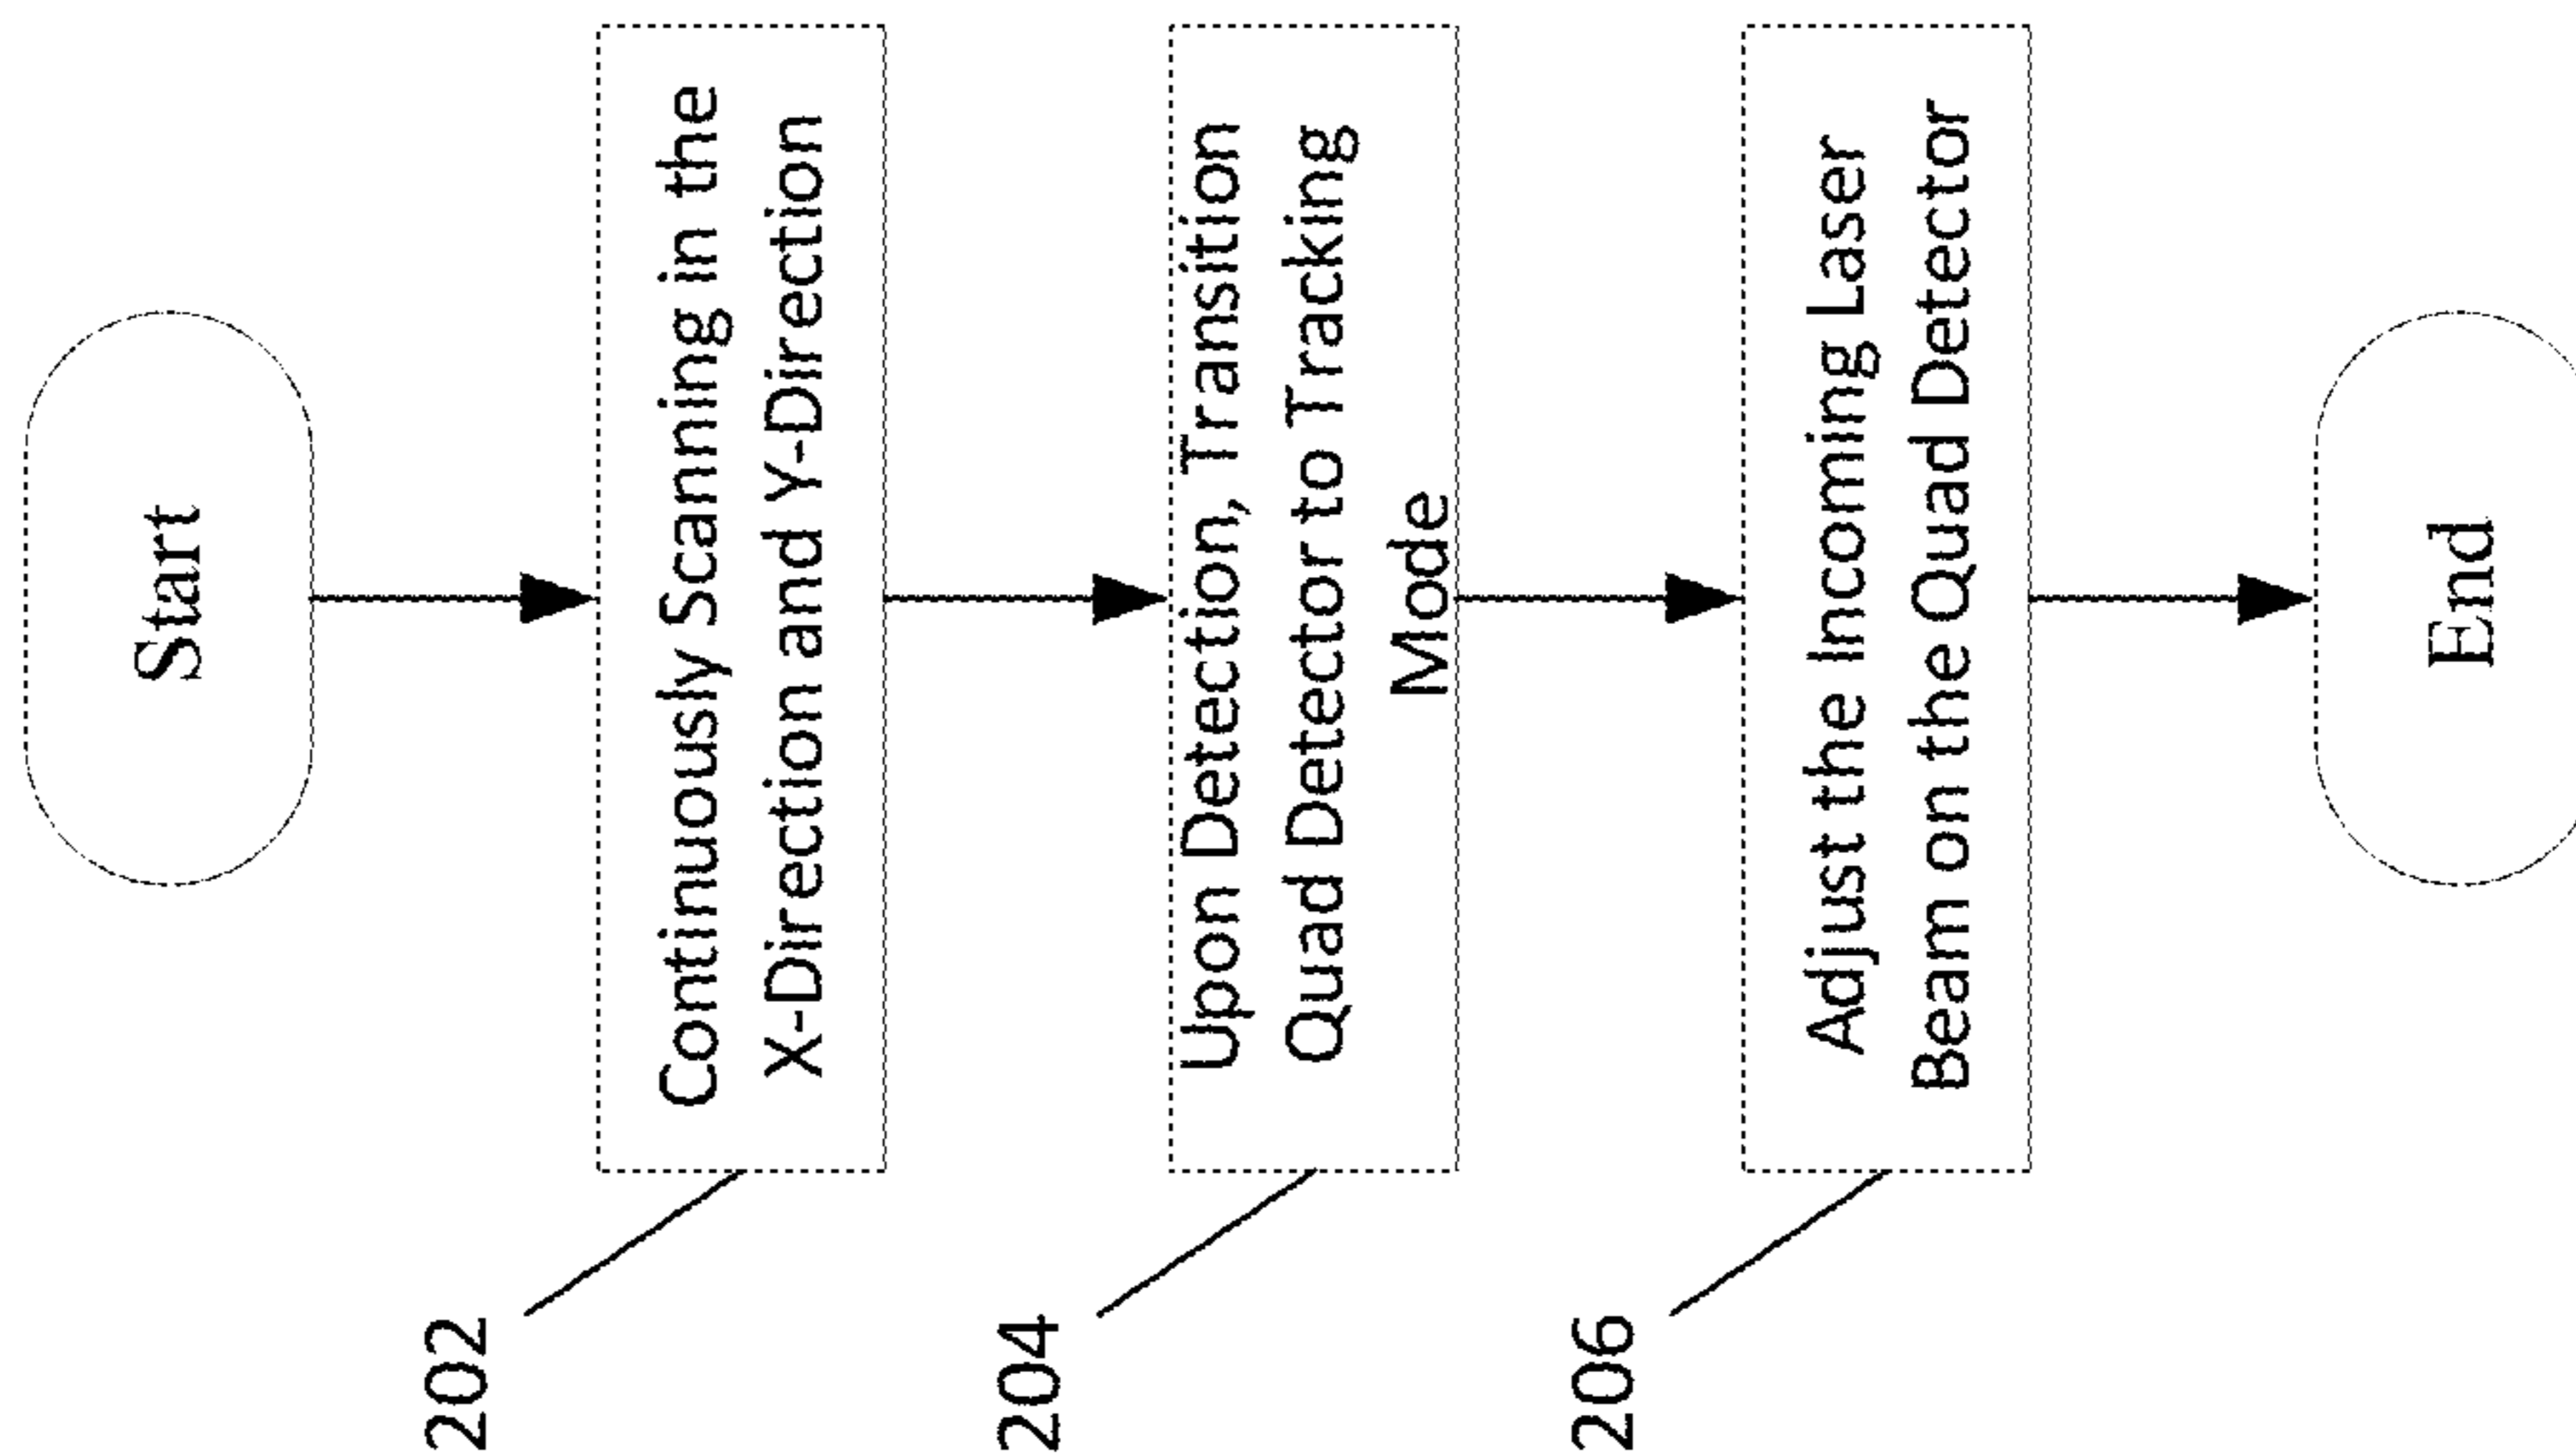 Start
202
Continuously Scanning in the
X-Direction and Y-Direction
204
Upon Detection, Transition
Quad Detector to Tracking
Mode
206
Adjust the Incoming Laser
Beam on the Quad Detector
End